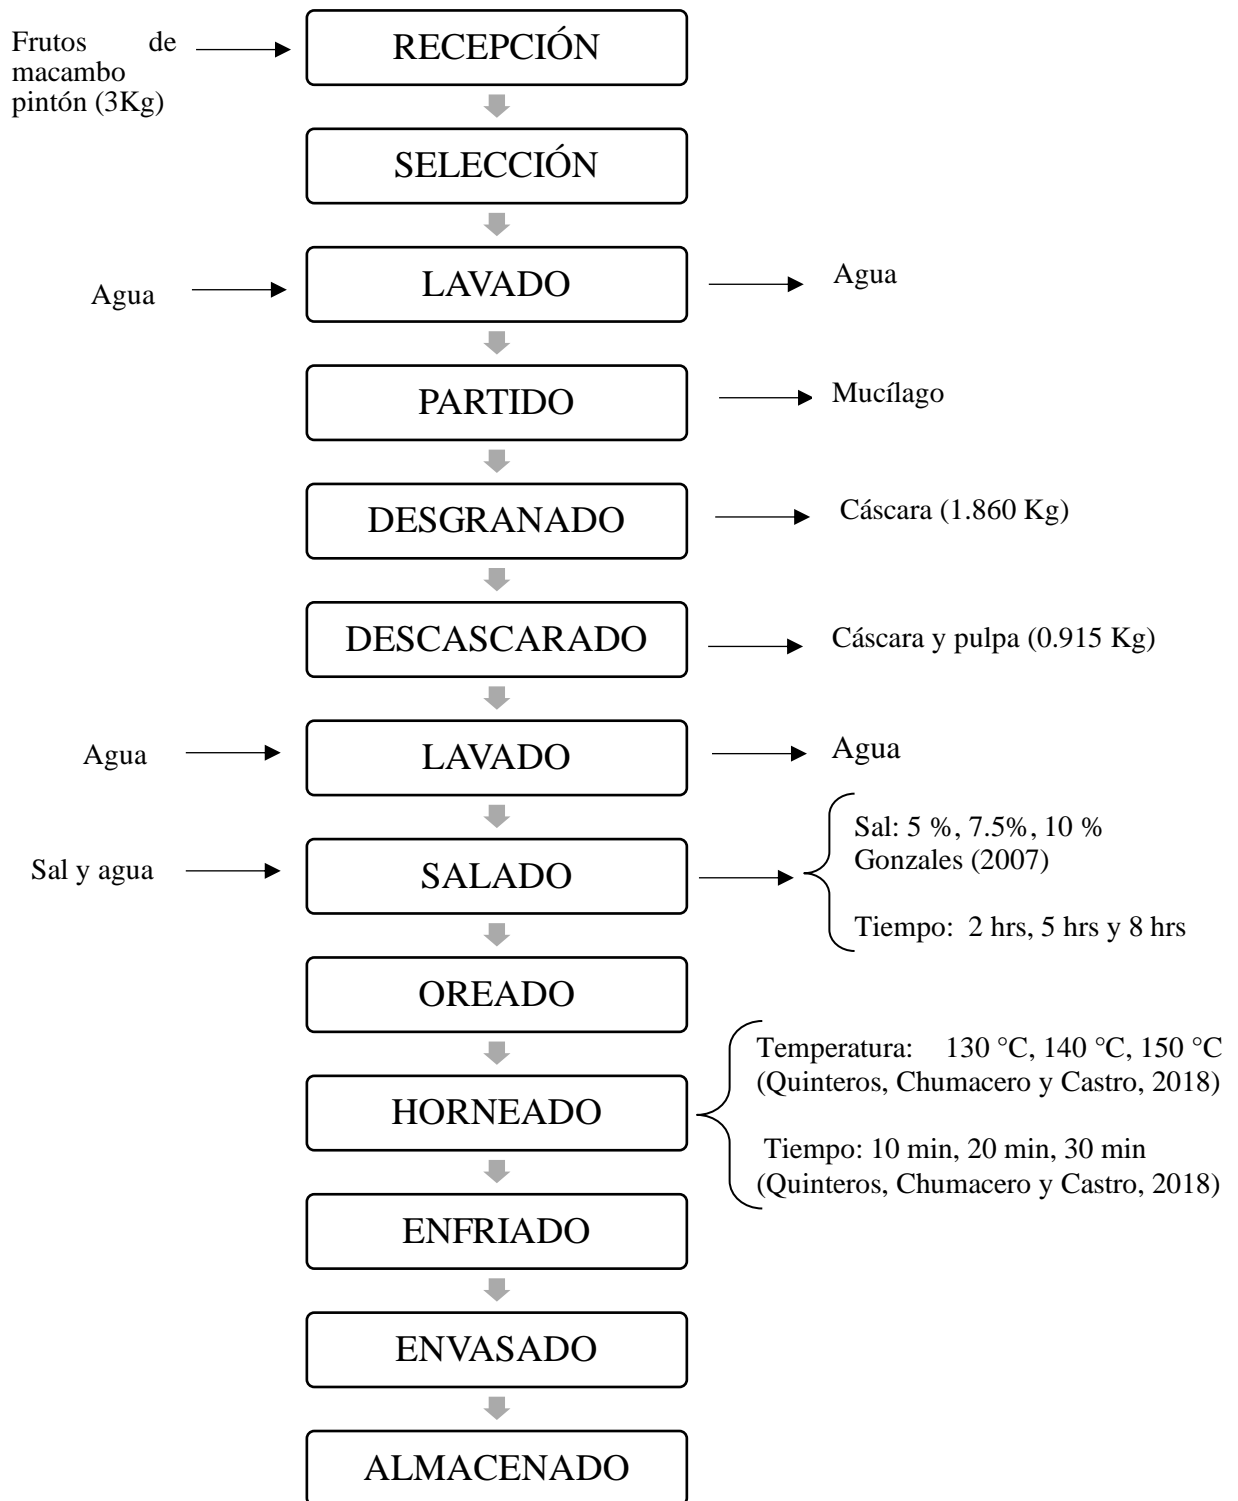 Frutos de
macambo
pintón (3Kg)
RECEPCIÓN
SELECCIÓN
Agua
LAVADO
Agua
PARTIDO
Mucílago
DESGRANADO
Cáscara (1.860 Kg)
DESCASCARADO
Cáscara y pulpa (0.915 Kg)
Agua
LAVADO
Agua
Sal y agua
SALADO
Sal: 5 %, 7.5%, 10 %
Gonzales (2007)
Tiempo: 2 hrs, 5 hrs y 8 hrs
OREADO
HORNEADO
Temperatura: 130 °C, 140 °C, 150 °C
(Quinteros, Chumacero y Castro, 2018)
Tiempo: 10 min, 20 min, 30 min
(Quinteros, Chumacero y Castro, 2018)
ENFRIADO
ENVASADO
ALMACENADO